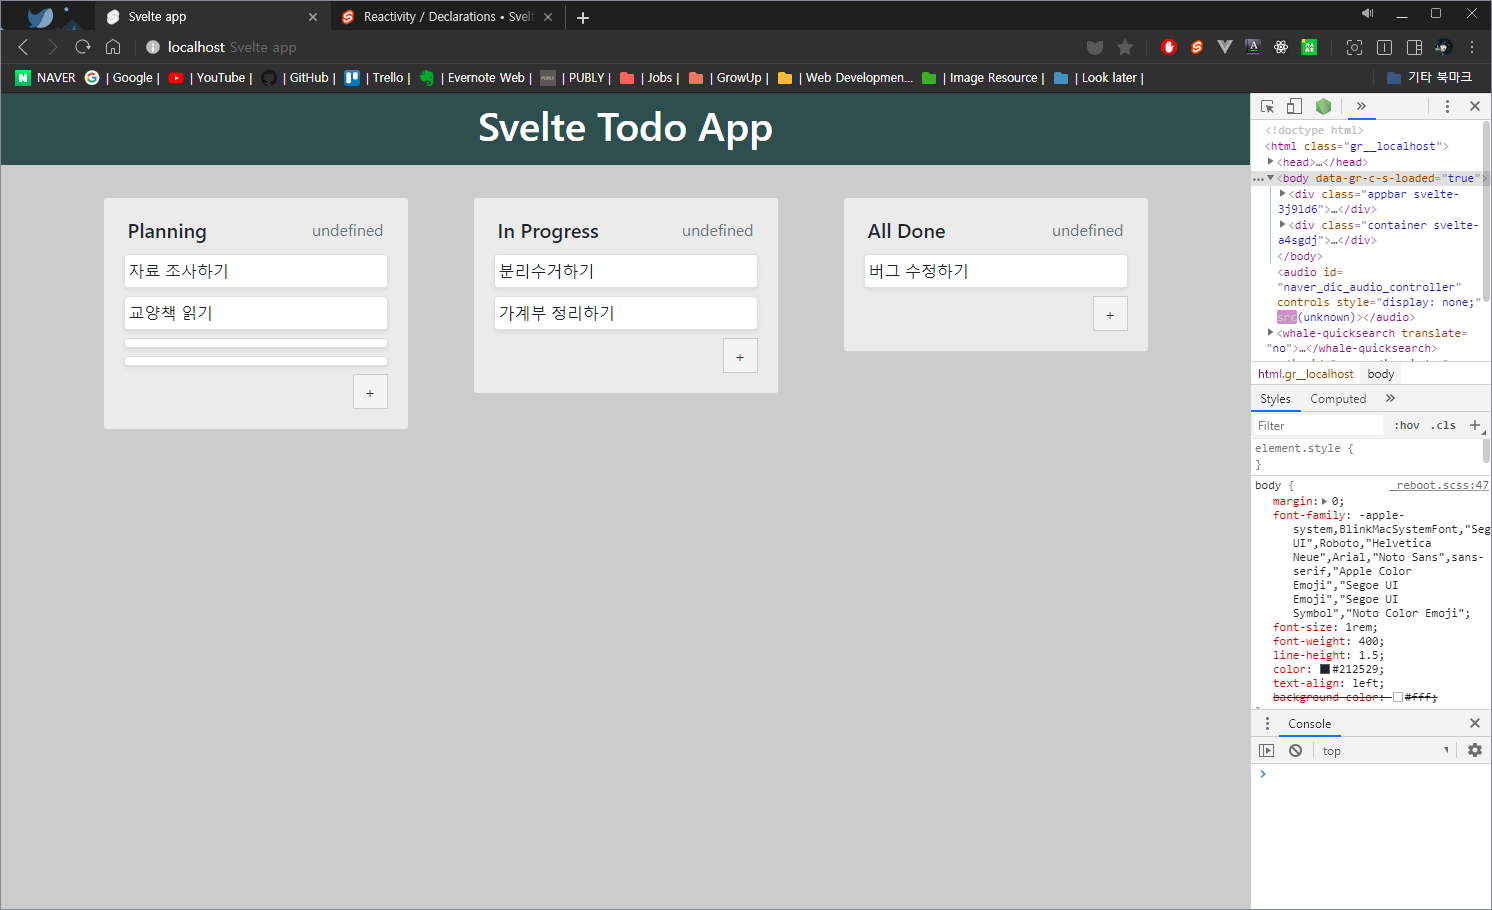 Svelte app
Reactivity / Declarations • Svel
localhost Svelte app
NAVER | Google | | YouTube | | GitHub | | Trello | | Evernote Web | | PUBLY | | Jobs | | GrowUp | | Web Developmen... | Image Resource | | Look later | 기타 북마크
Svelte Todo App
Planning undefined
자료 조사하기
교양책 읽기
+
In Progress undefined
분리수거하기
가계부 정리하기
+
All Done undefined
버그 수정하기
+
<!doctype html>
<html class="gr__localhost">
<head>…</head>
<body data-gr-c-s-loaded="true">
<div class="appbar svelte-
3j9ld6">…</div>
<div class="container svelte-
a4sgdj">…</div>
</body>
<audio id=
"naver_dic_audio_controller"
controls style="display: none;"
src(unknown)></audio>
<whale-quicksearch translate=
"no">…</whale-quicksearch>
html.gr__localhost body
Styles Computed »
Filter :hov .cls +
element.style {
}
body { _reboot.scss:47
margin: 0;
font-family: -apple-
system,BlinkMacSystemFont,"Seg
UI",Roboto,"Helvetica
Neue",Arial,"Noto Sans",sans-
serif,"Apple Color
Emoji","Segoe UI
Emoji","Segoe UI
Symbol","Noto Color Emoji";
font-size: 1rem;
font-weight: 400;
line-height: 1.5;
color: #212529;
text-align: left;
background-color: #fff;
Console
top